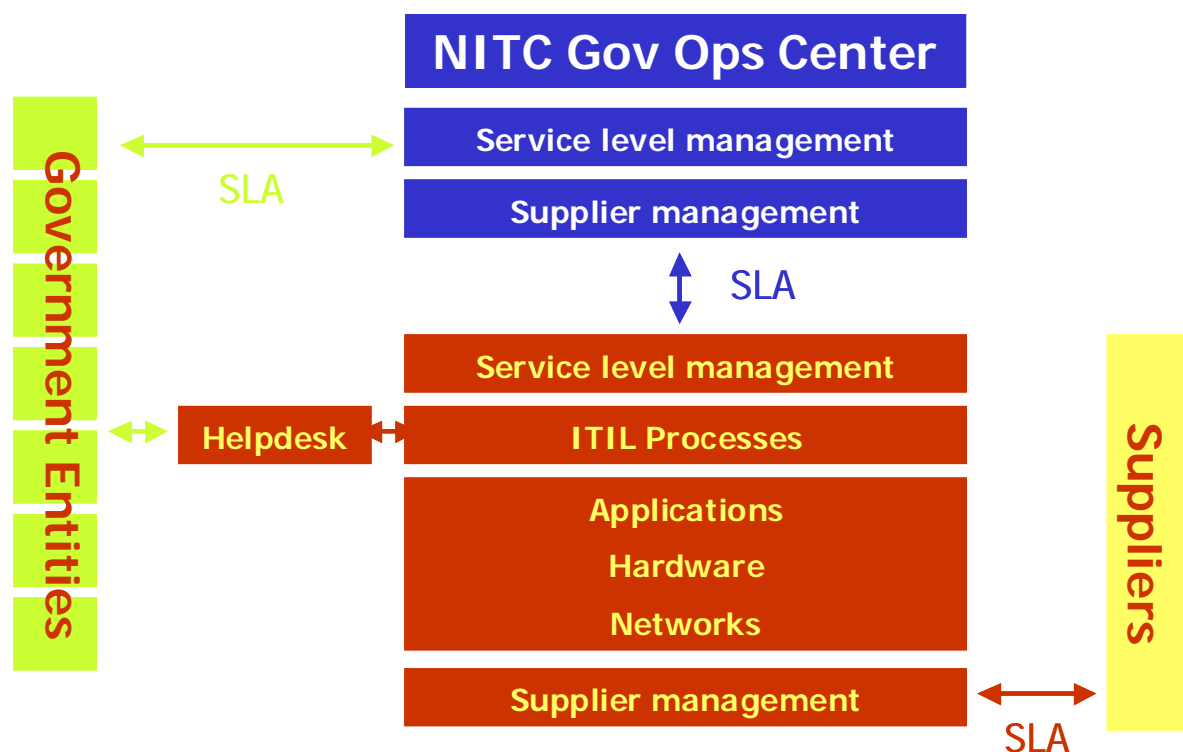 NITC Gov Ops Center
Service level management
SLA
Supplier management
SLA
Government Entities
Service level management
Helpdesk
ITIL Processes
Applications
Hardware
Networks
Suppliers
Supplier management
SLA